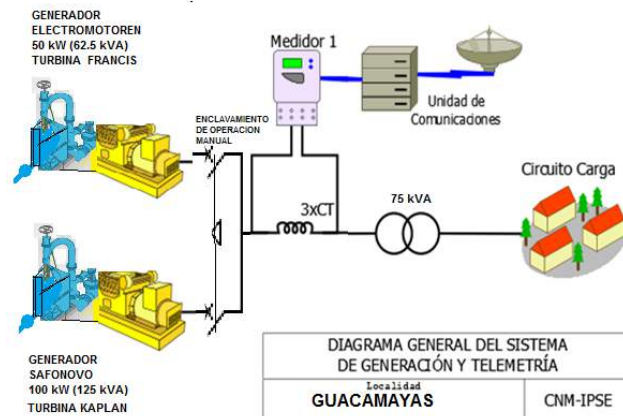 GENERADOR
ELECTROMOTOREN
50 kW (62.5 kVA)
TURBINA FRANCIS
Medidor 1
Unidad de
Comunicaciones
ENCLAVAMIENTO
DE OPERACION
MANUAL
3xCT
75 kVA
Circuito Carga
GENERADOR
SAFONOVO
100 kW (125 kVA)
TURBINA KAPLAN
DIAGRAMA GENERAL DEL SISTEMA
DE GENERACIÓN Y TELEMETRÍA
Localidad
GUACAMAYAS
CNM-IPSE